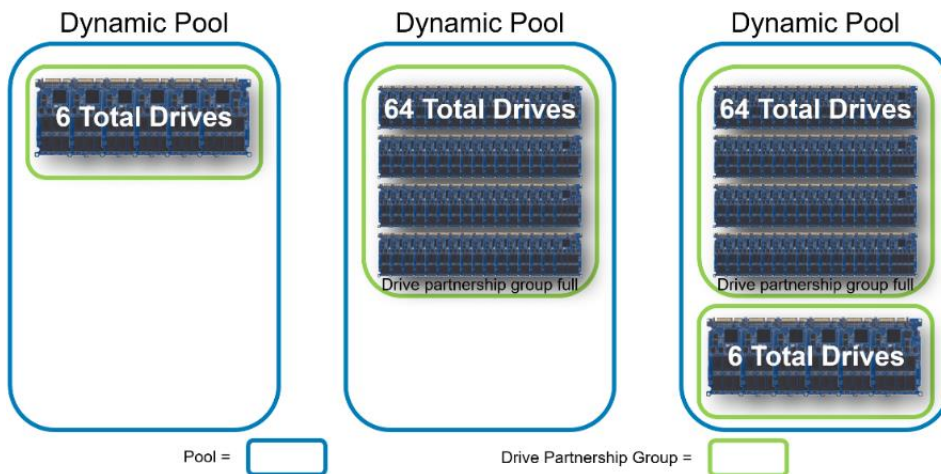 Dynamic Pool
Dynamic Pool
Dynamic Pool
6 Total Drives
64 Total Drives
64 Total Drives
Drive partnership group full
Drive partnership group full
6 Total Drives
Pool =
Drive Partnership Group =